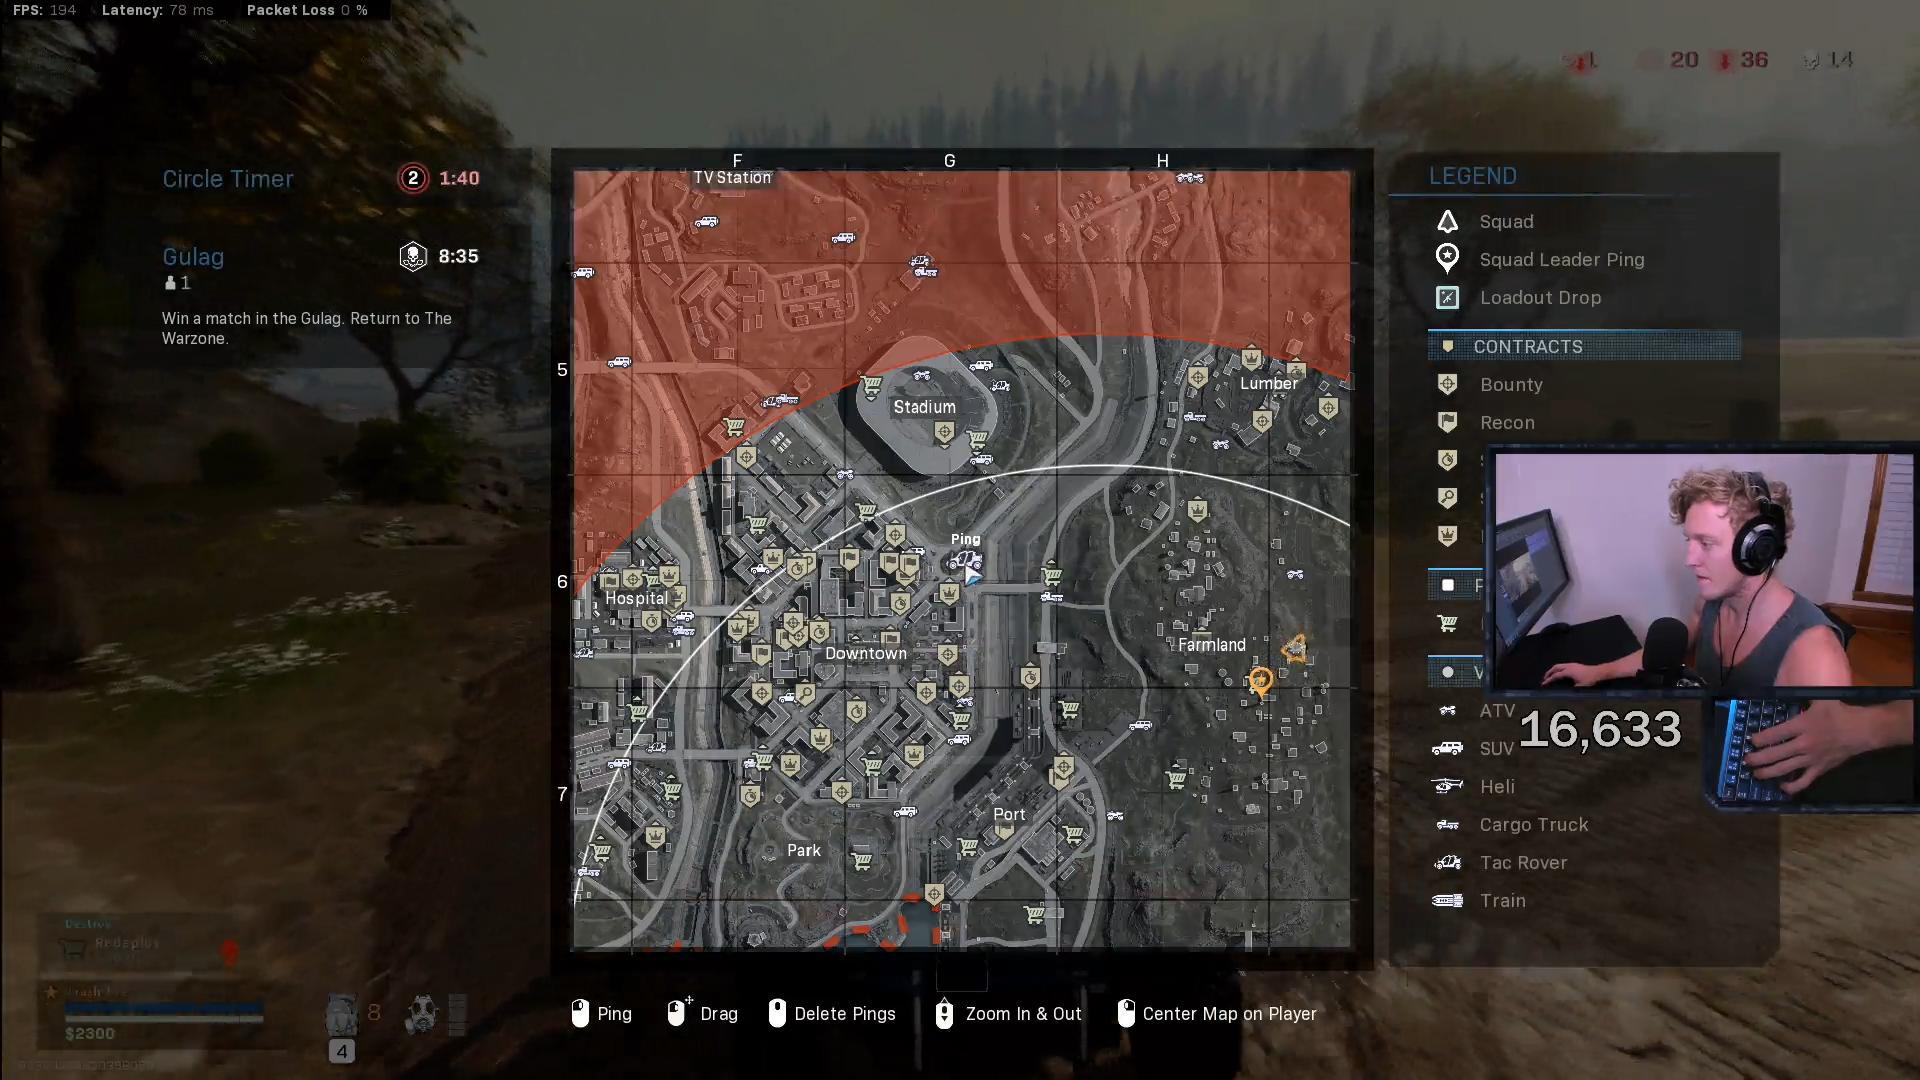 FPS: 194 Latency: 78 ms Packet Loss 0 %
1 20 36 14
Circle Timer 2 1:40
Gulag 8:35
1
Win a match in the Gulag. Return to The
Warzone.
F G H
5
6
7
TV Station
Stadium
Lumber
Ping
Hospital
Downtown
Farmland
Port
Park
LEGEND
Squad
Squad Leader Ping
Loadout Drop
CONTRACTS
Bounty
Recon
ATV
SUV
16,633
Heli
Cargo Truck
Tac Rover
Train
$2300
8
4
Ping Drag Delete Pings Zoom In & Out Center Map on Player